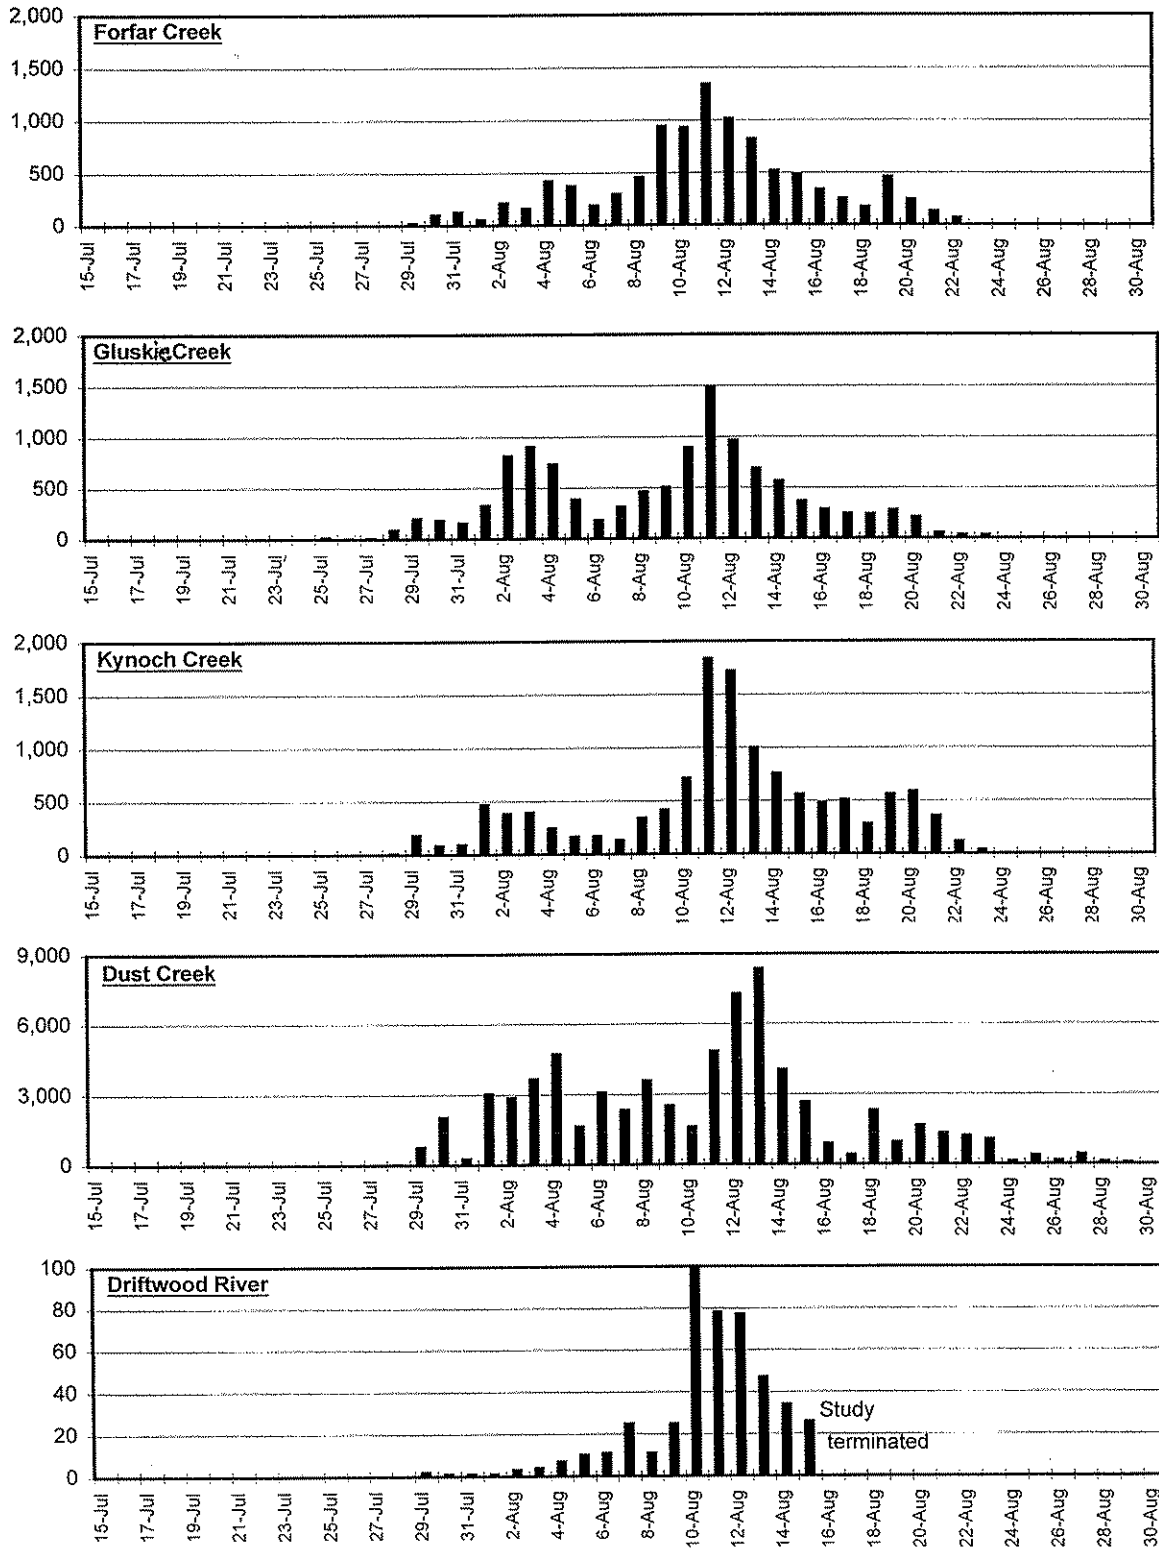 Forfar Creek
2,000
1,500
1,000
500
0
15-Jul 17-Jul 19-Jul 21-Jul 23-Jul 25-Jul 27-Jul 29-Jul 31-Jul 2-Aug 4-Aug 6-Aug 8-Aug 10-Aug 12-Aug 14-Aug 16-Aug 18-Aug 20-Aug 22-Aug 24-Aug 26-Aug 28-Aug 30-Aug
Gluskie Creek
2,000
1,500
1,000
500
0
15-Jul 17-Jul 19-Jul 21-Jul 23-Jul 25-Jul 27-Jul 29-Jul 31-Jul 2-Aug 4-Aug 6-Aug 8-Aug 10-Aug 12-Aug 14-Aug 16-Aug 18-Aug 20-Aug 22-Aug 24-Aug 26-Aug 28-Aug 30-Aug
Kynoch Creek
2,000
1,500
1,000
500
0
15-Jul 17-Jul 19-Jul 21-Jul 23-Jul 25-Jul 27-Jul 29-Jul 31-Jul 2-Aug 4-Aug 6-Aug 8-Aug 10-Aug 12-Aug 14-Aug 16-Aug 18-Aug 20-Aug 22-Aug 24-Aug 26-Aug 28-Aug 30-Aug
Dust Creek
9,000
6,000
3,000
0
15-Jul 17-Jul 19-Jul 21-Jul 23-Jul 25-Jul 27-Jul 29-Jul 31-Jul 2-Aug 4-Aug 6-Aug 8-Aug 10-Aug 12-Aug 14-Aug 16-Aug 18-Aug 20-Aug 22-Aug 24-Aug 26-Aug 28-Aug 30-Aug
Driftwood River
100
80
60
40
20
0
Study
terminated
15-Jul 17-Jul 19-Jul 21-Jul 23-Jul 25-Jul 27-Jul 29-Jul 31-Jul 2-Aug 4-Aug 6-Aug 8-Aug 10-Aug 12-Aug 14-Aug 16-Aug 18-Aug 20-Aug 22-Aug 24-Aug 26-Aug 28-Aug 30-Aug